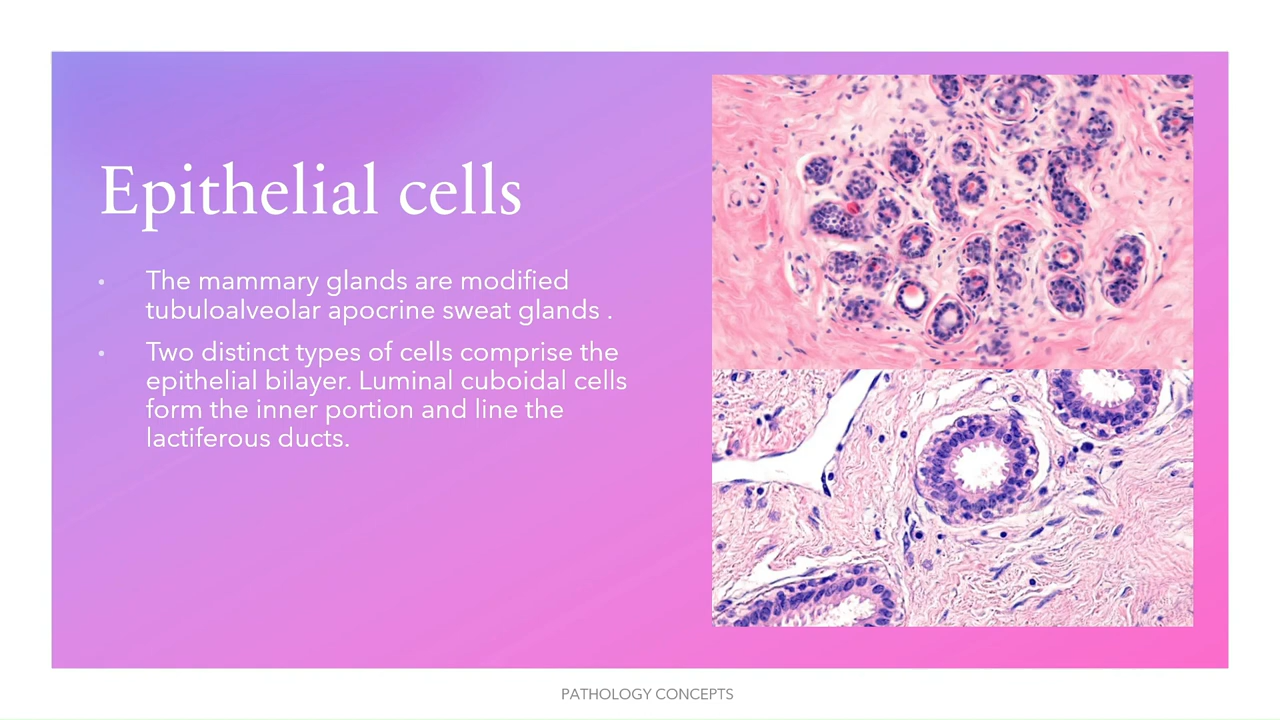 Epithelial cells
• The mammary glands are modified
tubuloalveolar apocrine sweat glands .
• Two distinct types of cells comprise the
epithelial bilayer. Luminal cuboidal cells
form the inner portion and line the
lactiferous ducts.
PATHOLOGY CONCEPTS